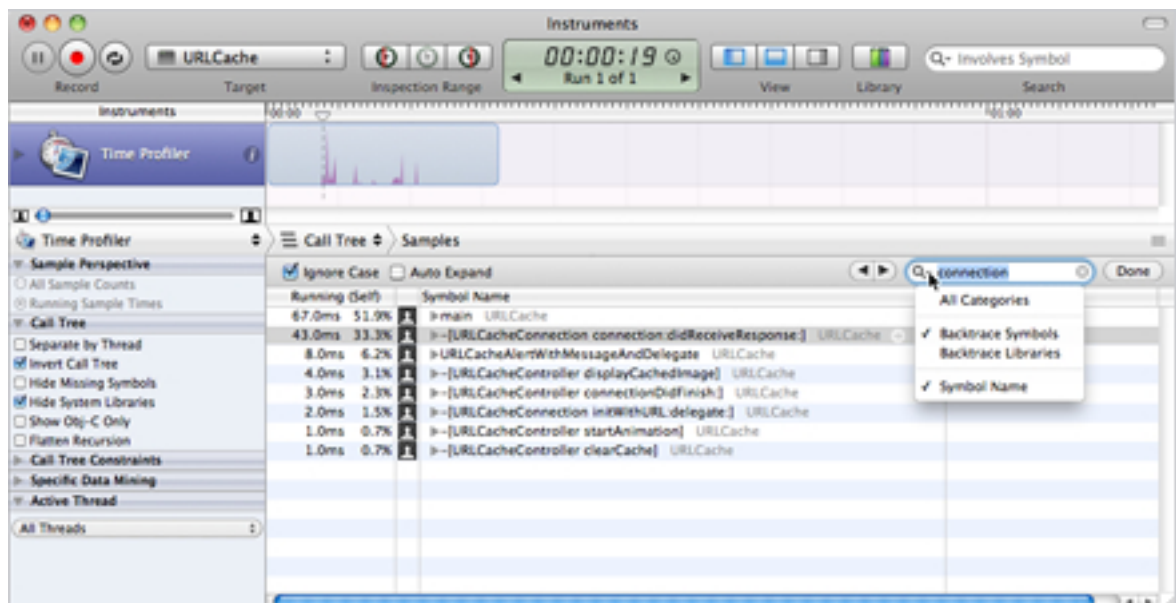 Instruments
URLCache
00:00:19
Run 1 of 1
Involves Symbol
Record Target Inspection Range View Library Search
Instruments 00:00 01:00
Time Profiler
Time Profiler Call Tree Samples
Sample Perspective
All Sample Counts
Running Sample Times
Call Tree
Separate by Thread
Invert Call Tree
Hide Missing Symbols
Hide System Libraries
Show Obj-C Only
Flatten Recursion
Call Tree Constraints
Specific Data Mining
Active Thread
All Threads
Ignore Case Auto Expand connection Done
Running (Self) Symbol Name
67.0ms 51.9% main URLCache
43.0ms 33.3% -[URLCacheConnection connection:didReceiveResponse:] URLCache
8.0ms 6.2% URLCacheAlertWithMessageAndDelegate URLCache
4.0ms 3.1% -[URLCacheController displayCachedImage] URLCache
3.0ms 2.3% -[URLCacheController connectionDidFinish:] URLCache
2.0ms 1.5% -[URLCacheConnection initWithURL:delegate:] URLCache
1.0ms 0.7% -[URLCacheController startAnimation] URLCache
1.0ms 0.7% -[URLCacheController clearCache] URLCache
All Categories
✓ Backtrace Symbols
Backtrace Libraries
✓ Symbol Name